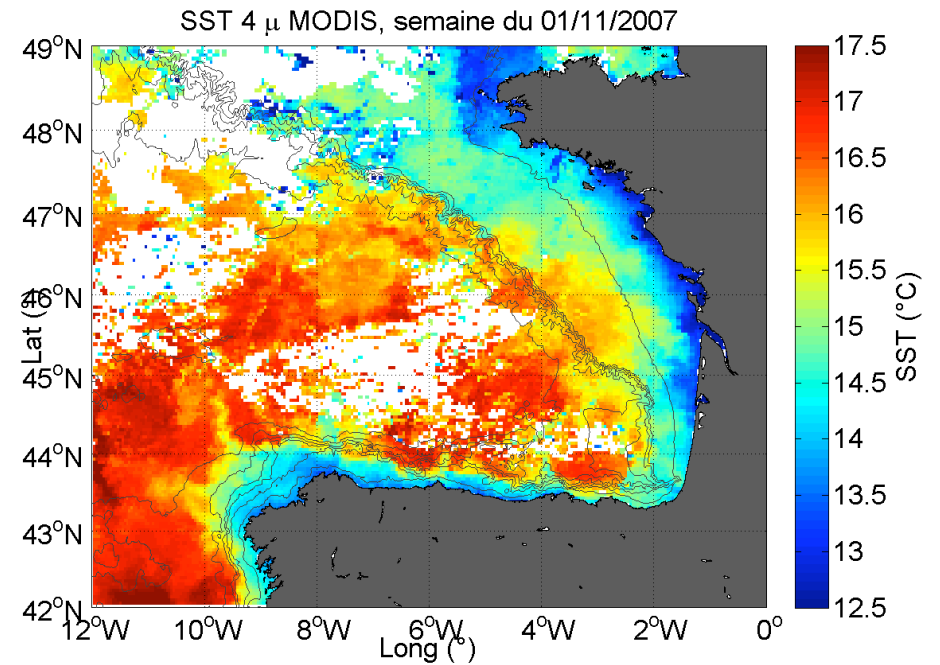 SST 4 μ MODIS, semaine du 01/11/2007
49°N
48°N
47°N
46°N
45°N
44°N
43°N
42°N
Lat (°)
12°W 10°W 8°W 6°W 4°W 2°W 0°
Long (°)
17.5
17
16.5
16
15.5
15
14.5
14
13.5
13
12.5
SST (°C)